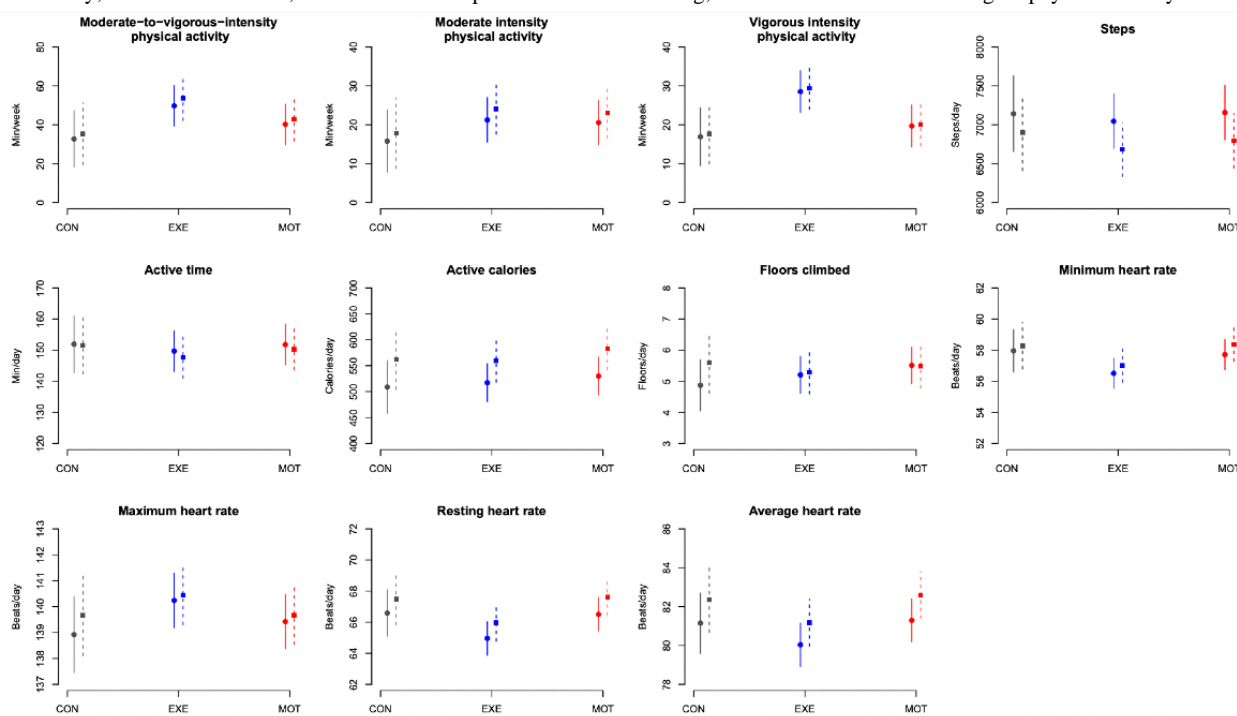 Moderate-to-vigorous-intensity physical activity
Min/week
0 20 40 60 80
CON EXE MOT
Moderate intensity physical activity
Min/week
0 10 20 30 40
CON EXE MOT
Vigorous intensity physical activity
Min/week
0 10 20 30 40
CON EXE MOT
Steps
Steps/day
6000 6500 7000 7500 8000
CON EXE MOT
Active time
Min/day
120 130 140 150 160 170
CON EXE MOT
Active calories
Calories/day
400 450 500 550 600 650 700
CON EXE MOT
Floors climbed
Floors/day
3 4 5 6 7 8
CON EXE MOT
Minimum heart rate
Beats/day
52 54 56 58 60 62
CON EXE MOT
Maximum heart rate
Beats/day
137 138 139 140 141 142 143
CON EXE MOT
Resting heart rate
Beats/day
62 64 66 68 70 72
CON EXE MOT
Average heart rate
Beats/day
78 80 82 84 86
CON EXE MOT